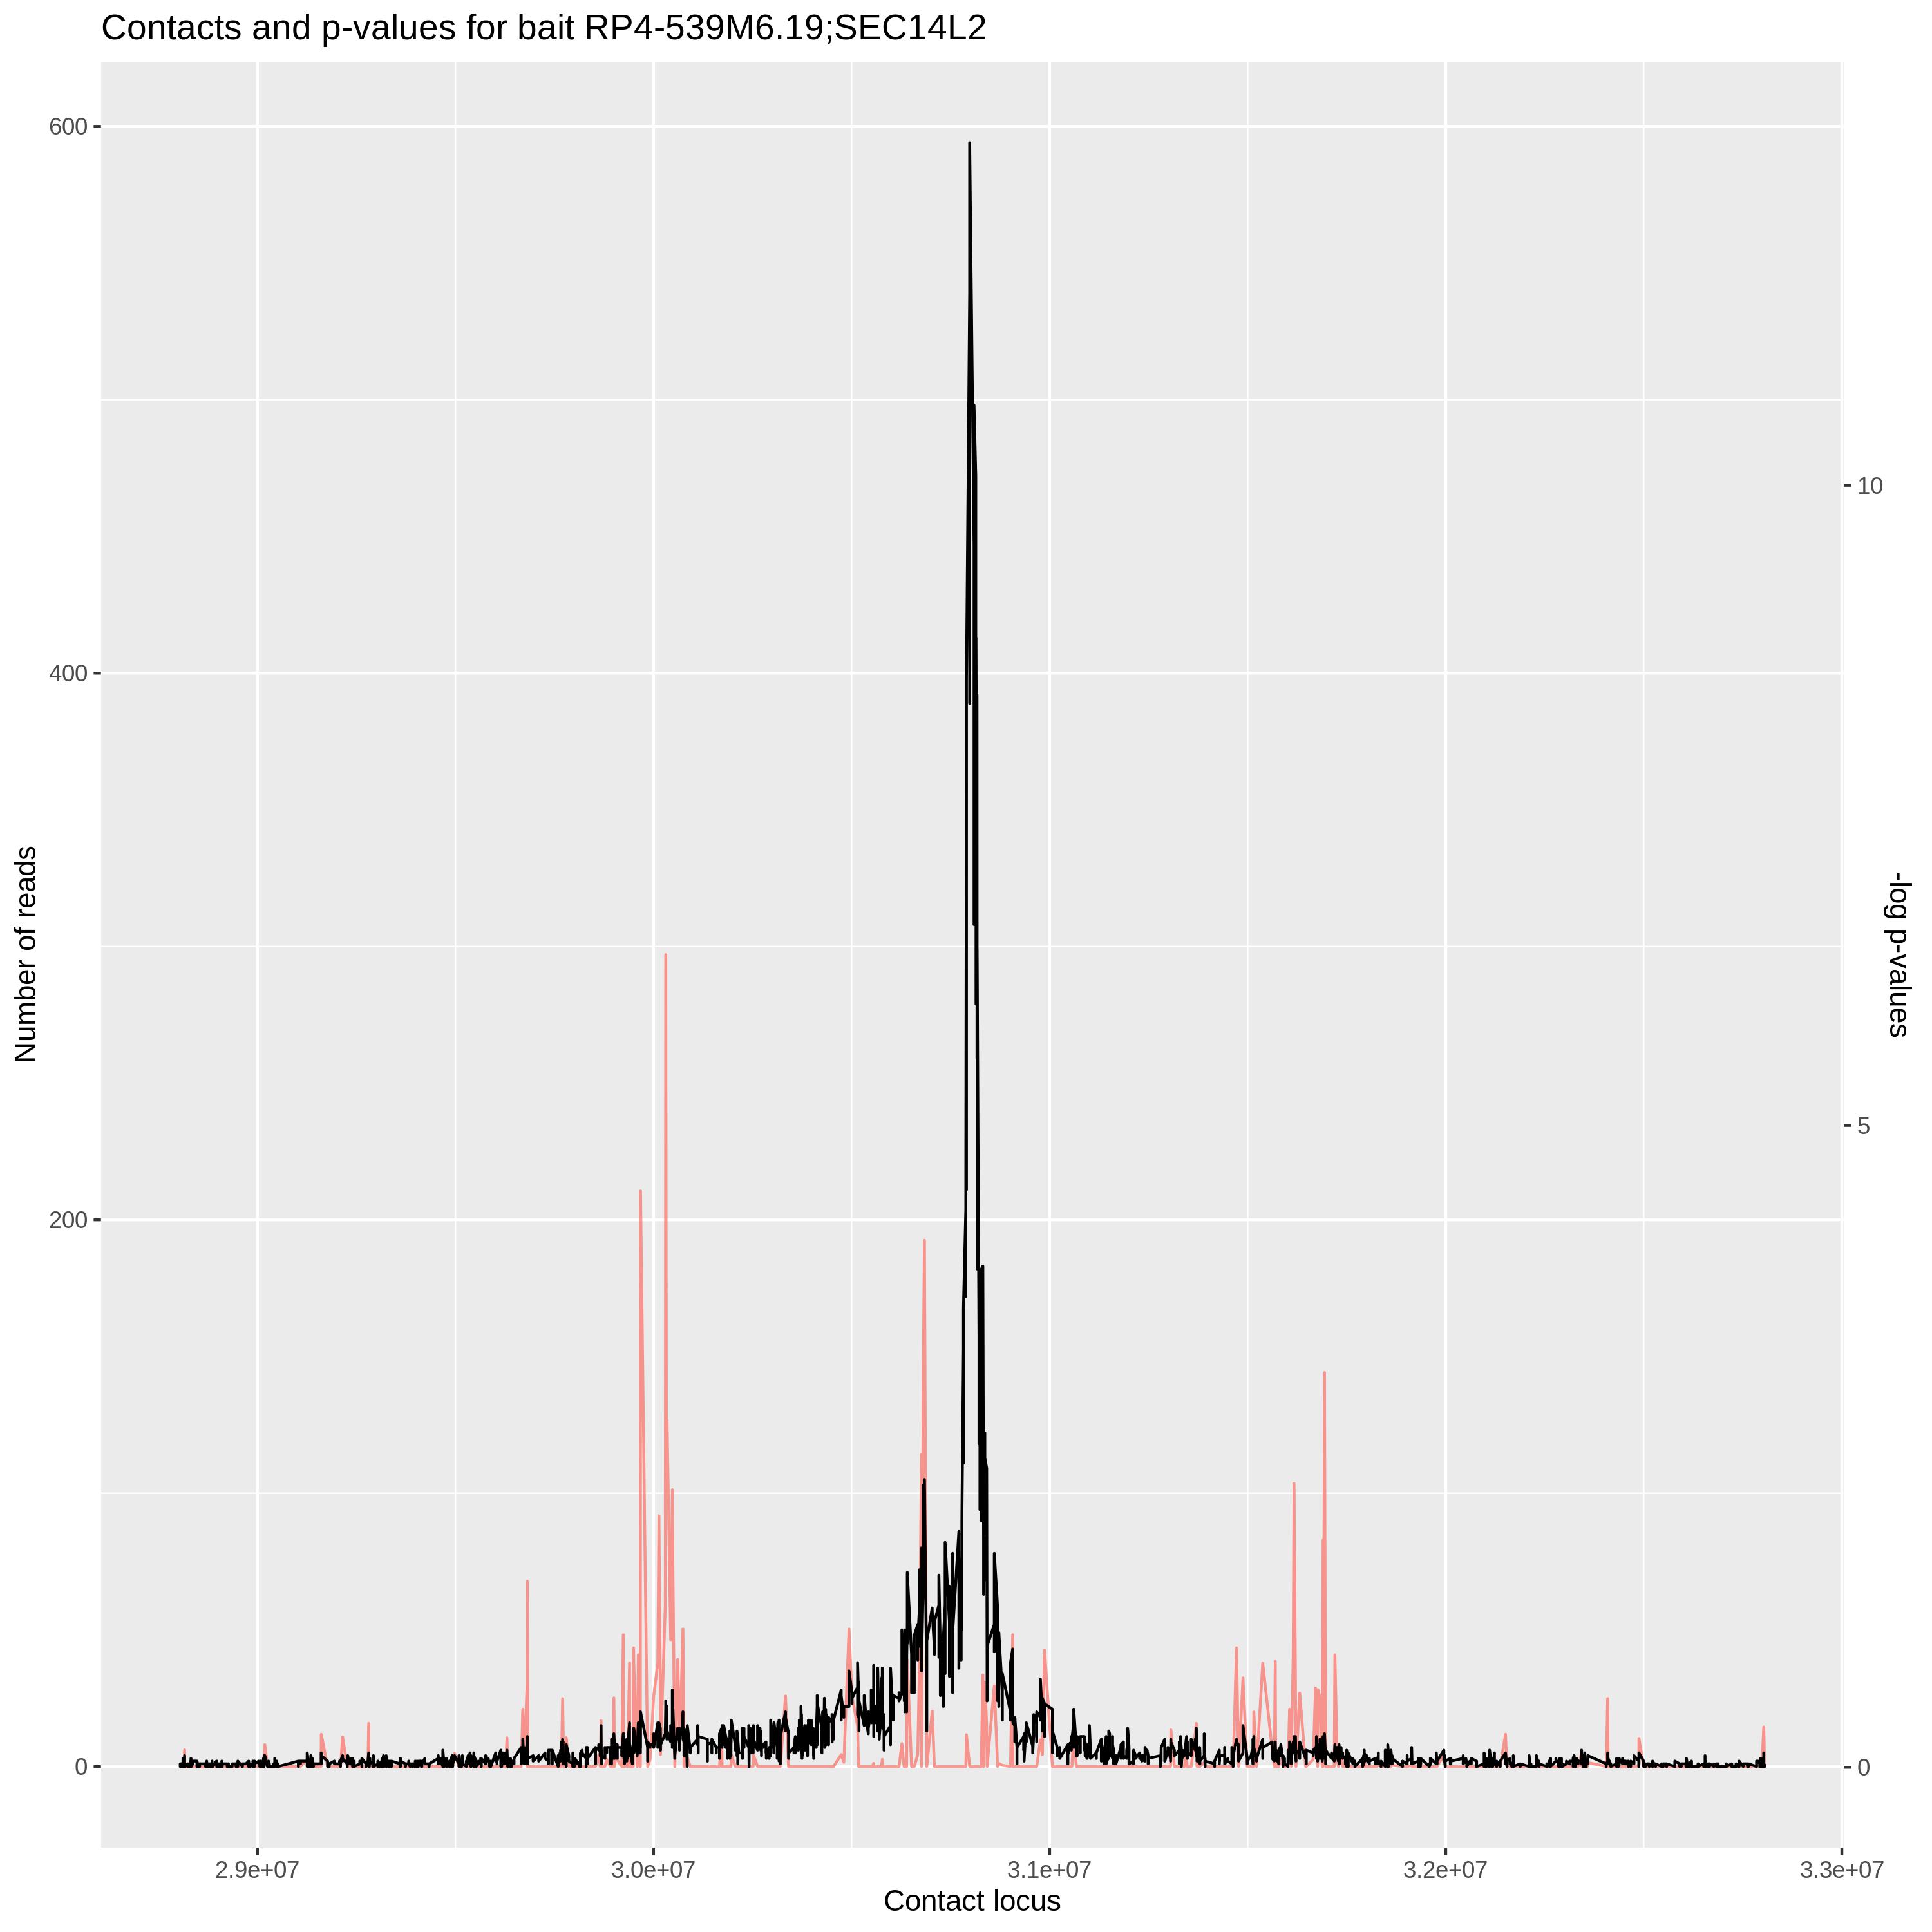 Contacts and p-values for bait RP4-539M6.19;SEC14L2
600
400
200
0
Number of reads
10
5
0
-log p-values
2.9e+07
3.0e+07
3.1e+07
3.2e+07
3.3e+07
Contact locus